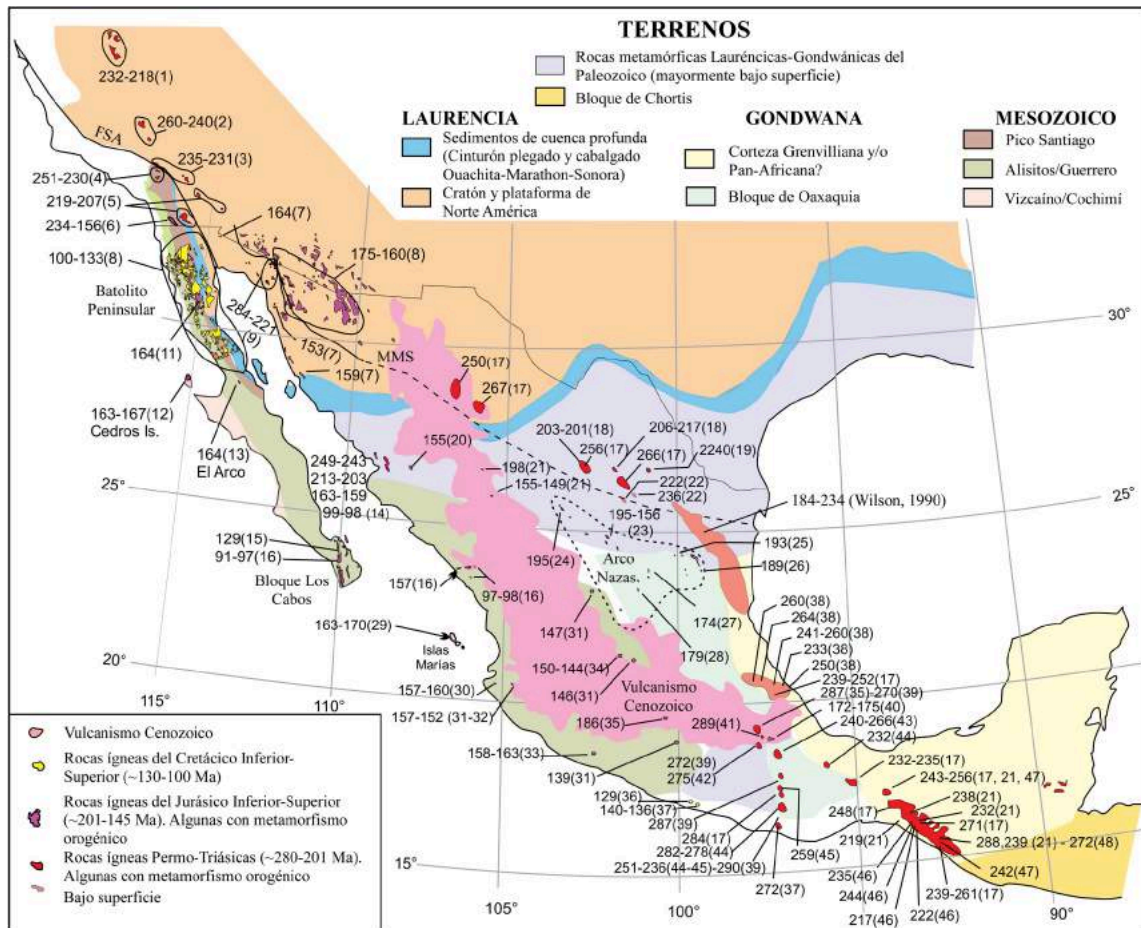 TERRENOS
Rocas metamórficas Lauréncicas-Gondwánicas del
Paleozoico (mayormente bajo superficie)
Bloque de Chortis
LAURENCIA
Sedimentos de cuenca profunda
(Cinturón plegado y cabalgado
Ouachita-Marathon-Sonora)
Cratón y plataforma de
Norte América
GONDWANA
Corteza Grenvilliana y/o
Pan-Africana?
Bloque de Oaxaquia
MESOZOICO
Pico Santiago
Alisitos/Guerrero
Vizcaíno/Cochimí
232-218(1)
FSA
260-240(2)
235-231(3)
251-230(4)
219-207(5)
234-156(6)
164(7)
175-160(8)
100-133(8)
Batolito
Peninsular
284-221
(9)
164(11)
153(7)
MMS
159(7)
250(17)
267(17)
30°
163-167(12)
Cedros Is.
164(13)
El Arco
155(20)
203-201(18)
206-217(18)
256(17)
266(17)
2240(19)
249-243
213-203
163-159
99-98 (14)
198(21)
155-149(21)
222(22)
236(22)
25°
25°
184-234 (Wilson, 1990)
195-156
(23)
129(15)
91-97(16)
195(24)
Arco
Nazas
193(25)
189(26)
Bloque Los
Cabos
157(16)
97-98(16)
174(27)
260(38)
264(38)
163-170(29)
147(31)
241-260(38)
233(38)
Islas
Marías
179(28)
250(38)
20°
150-144(34)
239-252(17)
115°
157-160(30)
146(31)
Vulcanismo
Cenozoico
287(35)-270(39)
110°
157-152 (31-32)
172-175(40)
186(35)
289(41)
240-266(43)
232(44)
158-163(33)
272(39)
232-235(17)
139(31)
275(42)
243-256(17, 21, 47)
129(36)
238(21)
140-136(37)
248(17)
232(21)
287(39)
271(17)
284(17)
219(21)
288,239 (21) - 272(48)
15°
282-278(44)
259(45)
235(46)
242(47)
251-236(44-45)-290(39)
244(46)
239-261(17)
272(37)
217(46)
222(46)
105°
100°
90°
Vulcanismo Cenozoico
Rocas ígneas del Cretácico Inferior-
Superior (~130-100 Ma)
Rocas ígneas del Jurásico Inferior-Superior
(~201-145 Ma). Algunas con metamorfismo
orogénico
Rocas ígneas Permo-Triásicas (~280-201 Ma).
Algunas con metamorfismo orogénico
Bajo superficie